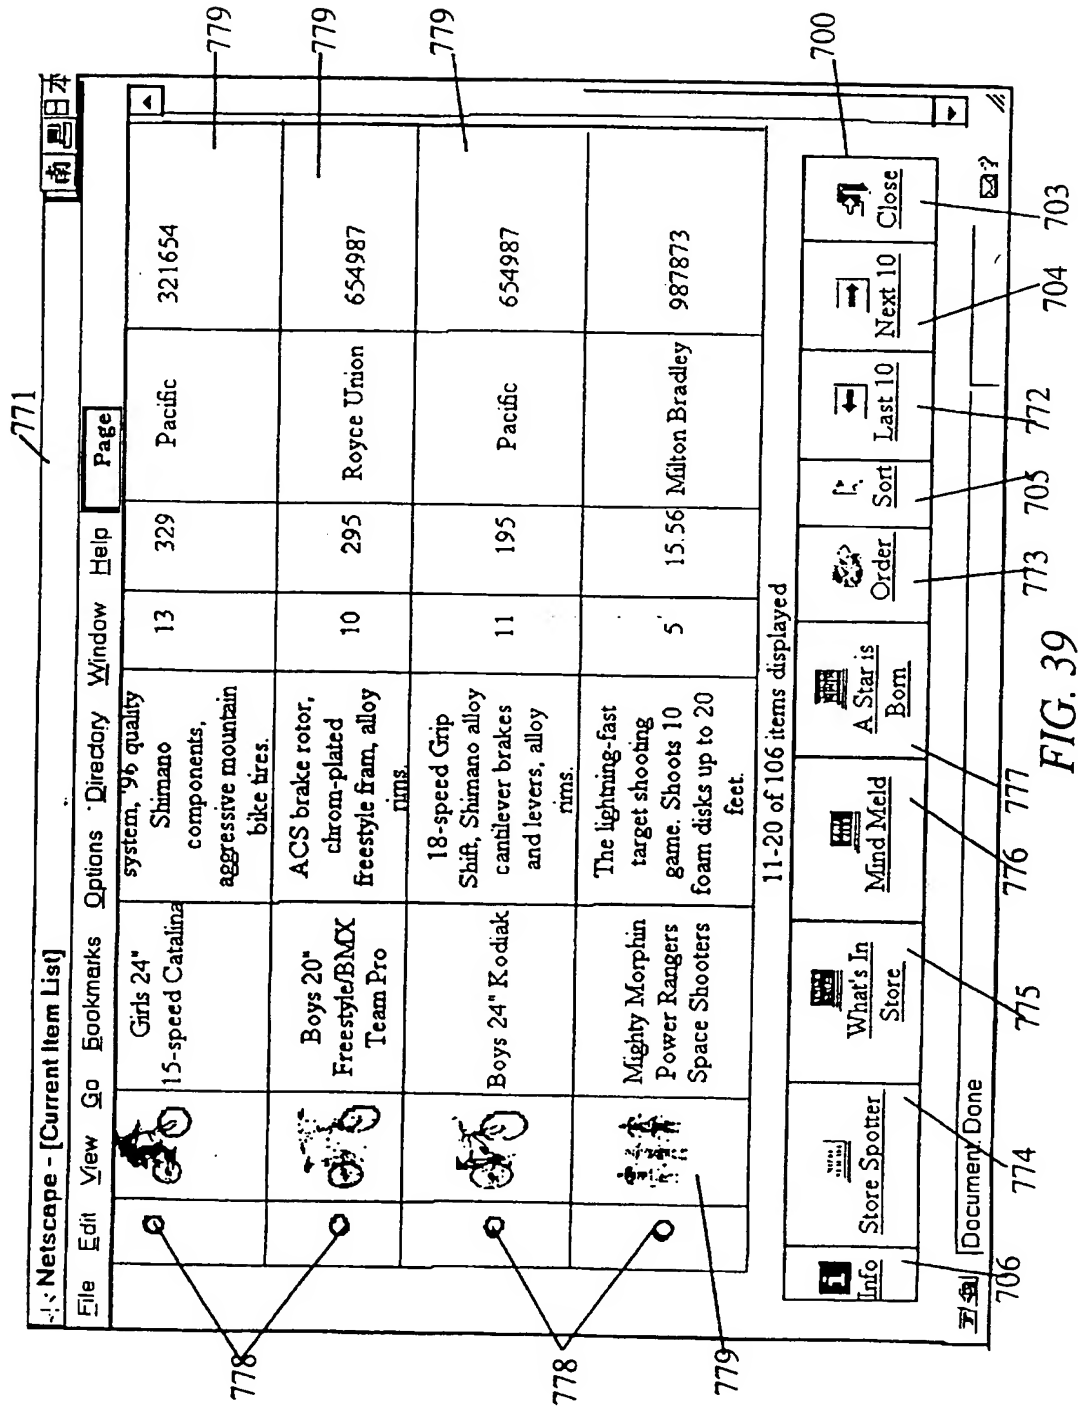 771
南 日本
Netscape - [Current Item List]
File Edit View Go Bookmarks Options Directory Window Help Page
Girls 24"
15-speed Catalina
system, '96 quality
Shimano
components,
aggressive mountain
bike tires.
13
329
Pacific
321654
779
Boys 20"
Freestyle/BMX
Team Pro
ACS brake rotor,
chrom-plated
freestyle fram, alloy
rims.
10
295
Royce Union
654987
779
Boys 24" Kodiak
18-speed Grip
Shift, Shimano alloy
cantilever brakes
and levers, alloy
rims.
11
195
Pacific
654987
779
Mighty Morphin
Power Rangers
Space Shooters
The lightning-fast
target shooting
game. Shoots 10
foam disks up to 20
feet.
5
15.56
Milton Bradley
987873
778
778
779
11-20 of 106 items displayed
700
Info
Store Spotter
What's In
Store
Mind Meld
A Star is
Born
Order
Sort
Last 10
Next 10
Close
Document: Done
?
706
774
775
776
777
773
705
772
704
703
FIG. 39